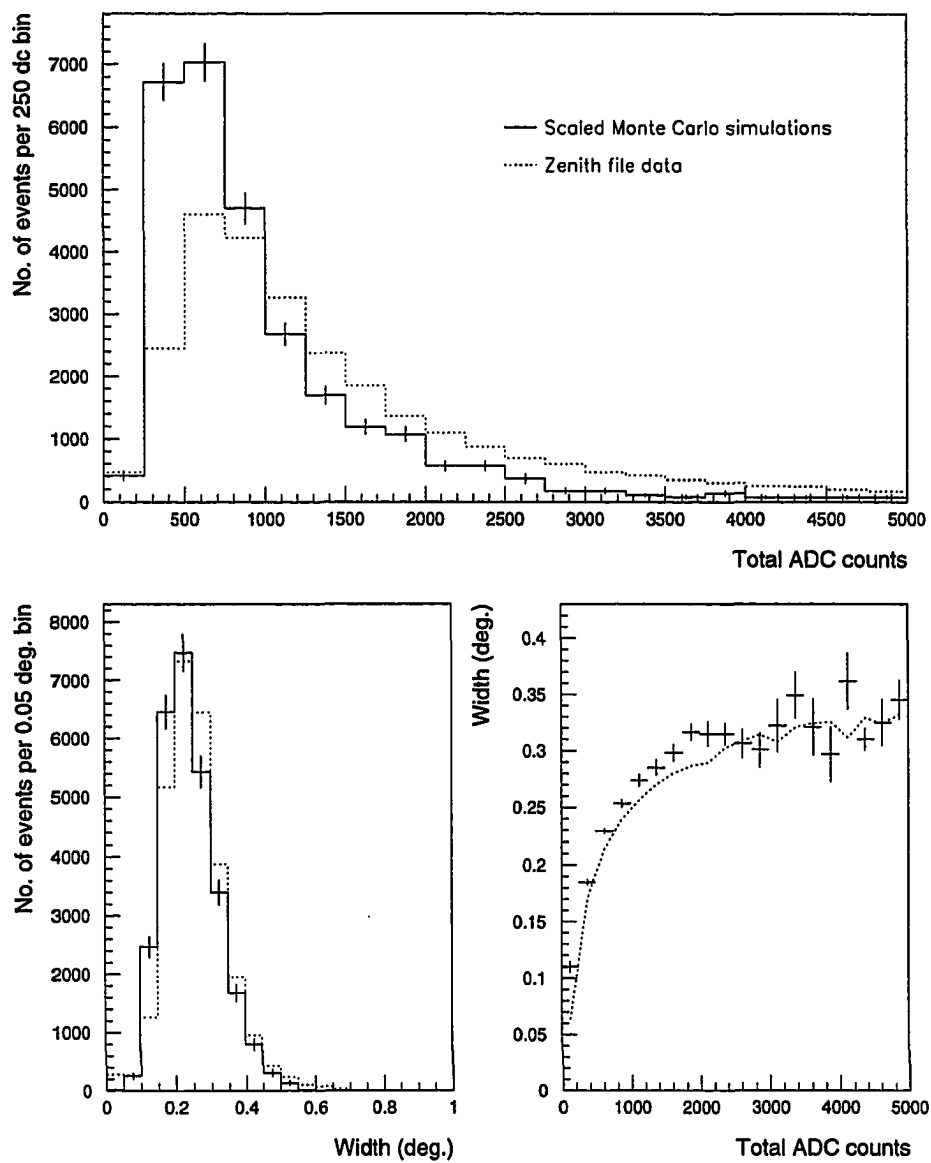 No. of events per 250 dc bin
7000
6000
5000
4000
3000
2000
1000
0
Scaled Monte Carlo simulations
Zenith file data
0 500 1000 1500 2000 2500 3000 3500 4000 4500 5000
Total ADC counts
No. of events per 0.05 deg. bin
8000
7000
6000
5000
4000
3000
2000
1000
0
0 0.2 0.4 0.6 0.8 1
Width (deg.)
Width (deg.)
0.4
0.35
0.3
0.25
0.2
0.15
0.1
0.05
0
0 1000 2000 3000 4000 5000
Total ADC counts